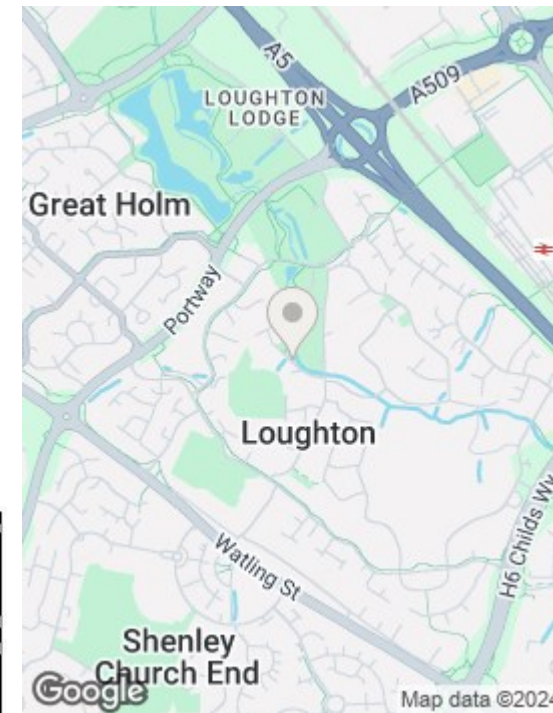 A5
A509
LOUGHTON
LODGE
Great Holm
Portway
Loughton
H6 Childs Wy
Watling St
Shenley
Church End
Google
Map data ©2024